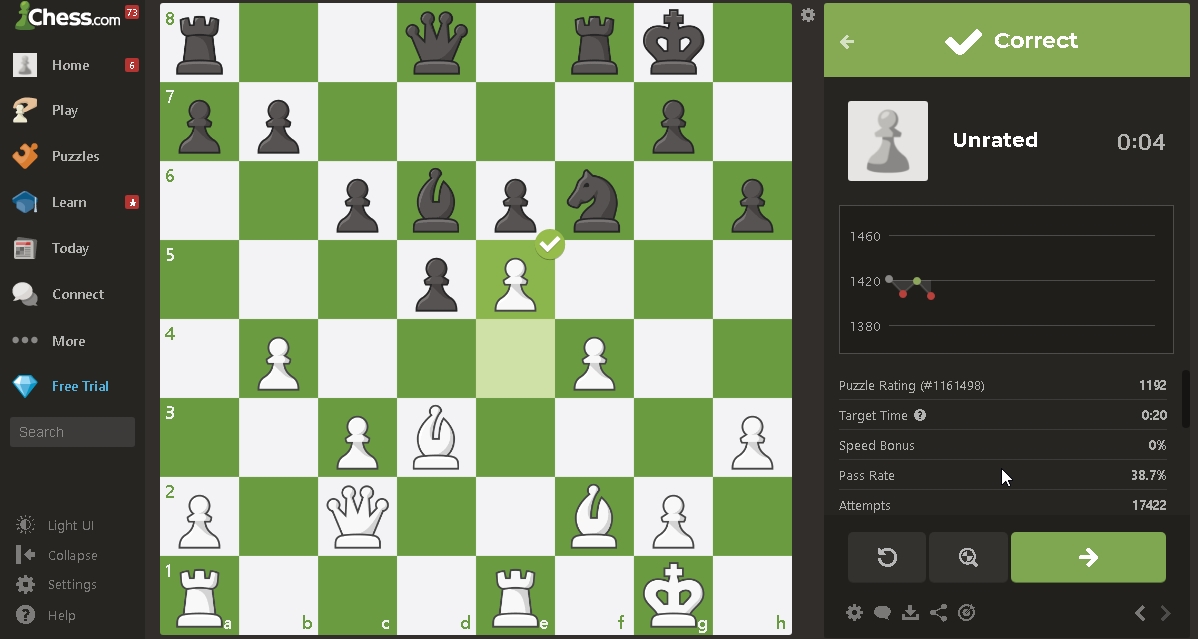 Chess.com 73
Home 6
Play
Puzzles
Learn
Today
Connect
More
Free Trial
Search
Light UI
Collapse
Settings
Help
8
7
6
5
4
3
2
1
a b c d e f g h
Correct
Unrated 0:04
1460
1420
1380
Puzzle Rating (#1161498) 1192
Target Time ? 0:20
Speed Bonus 0%
Pass Rate 38.7%
Attempts 17422